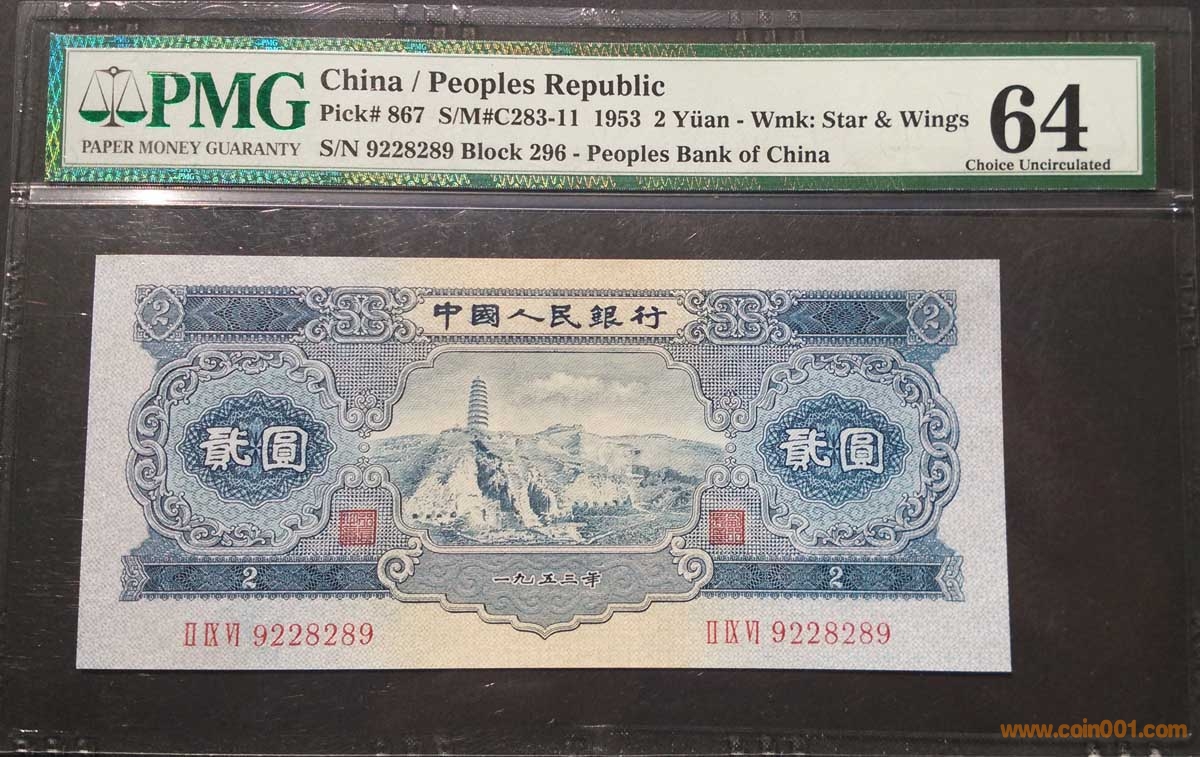 PMG
PAPER MONEY GUARANTY
China / Peoples Republic
Pick# 867 S/M#C283-11 1953 2 Yüan - Wmk: Star & Wings
S/N 9228289 Block 296 - Peoples Bank of China
64
Choice Uncirculated
2 中國人民銀行 2
貳圓 貳圓
一九五三年
2 2
II IX VI 9228289 II IX VI 9228289
www.coin001.com